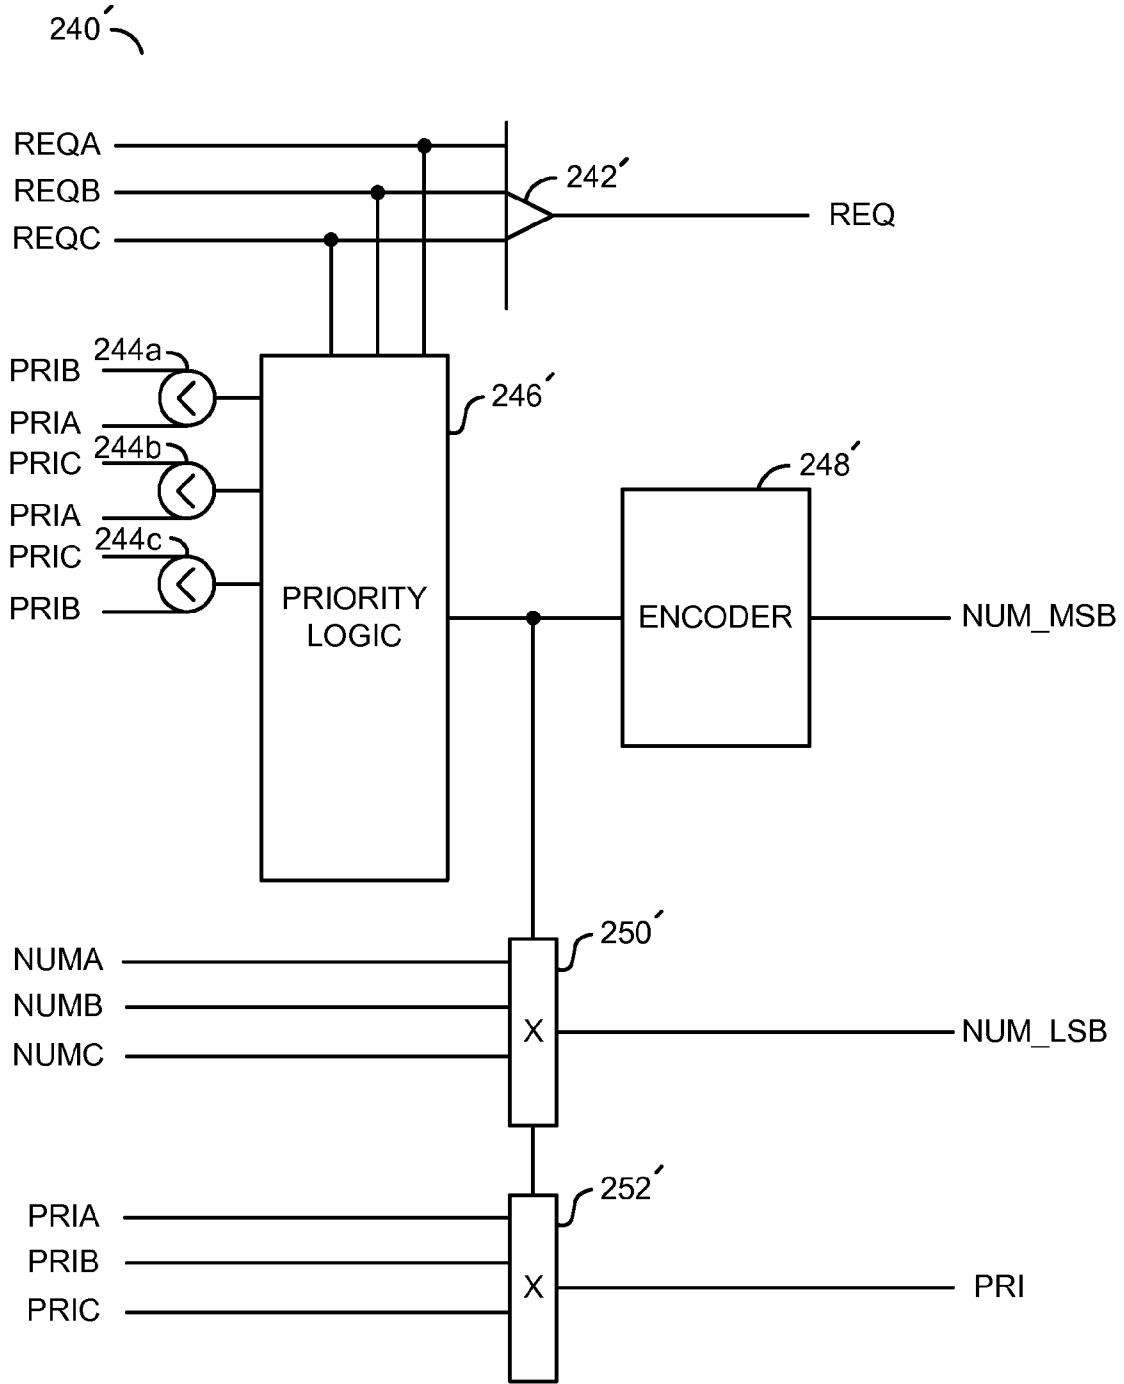 240′
REQA
REQB
REQC
242′
REQ
PRIB
244a
PRIA
246′
PRIC
244b
PRIA
248′
PRIC
244c
PRIB
<
<
<
PRIORITY
LOGIC
ENCODER
NUM_MSB
250′
NUMA
NUMB
NUMC
X
NUM_LSB
252′
PRIA
PRIB
PRIC
X
PRI